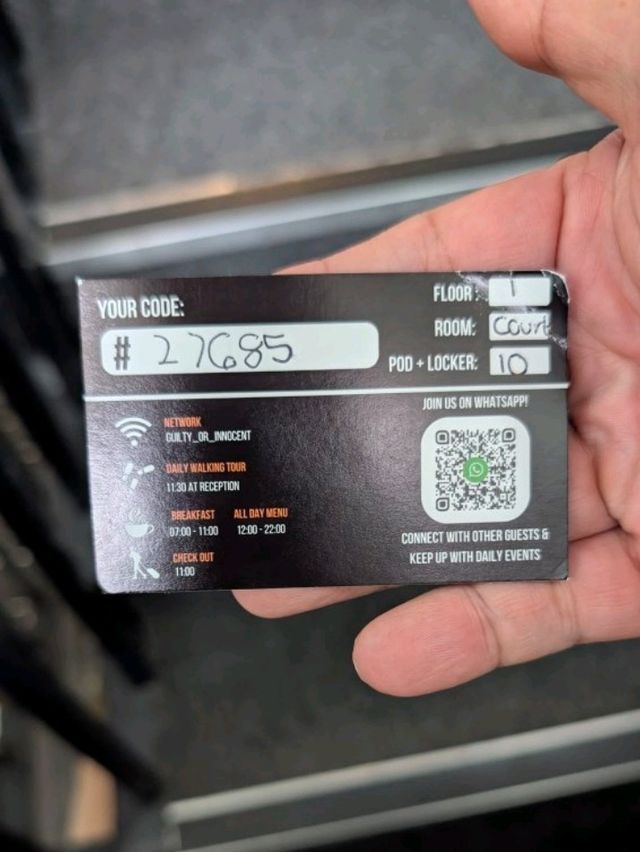 YOUR CODE:
# 27685
FLOOR: 1
ROOM: Court
POD + LOCKER: 10
NETWORK
GUILTY_OR_INNOCENT
DAILY WALKING TOUR
11:30 AT RECEPTION
BREAKFAST ALL DAY MENU
07:00 - 11:00 12:00 - 22:00
CHECK OUT
11:00
JOIN US ON WHATSAPP!
CONNECT WITH OTHER GUESTS &
KEEP UP WITH DAILY EVENTS